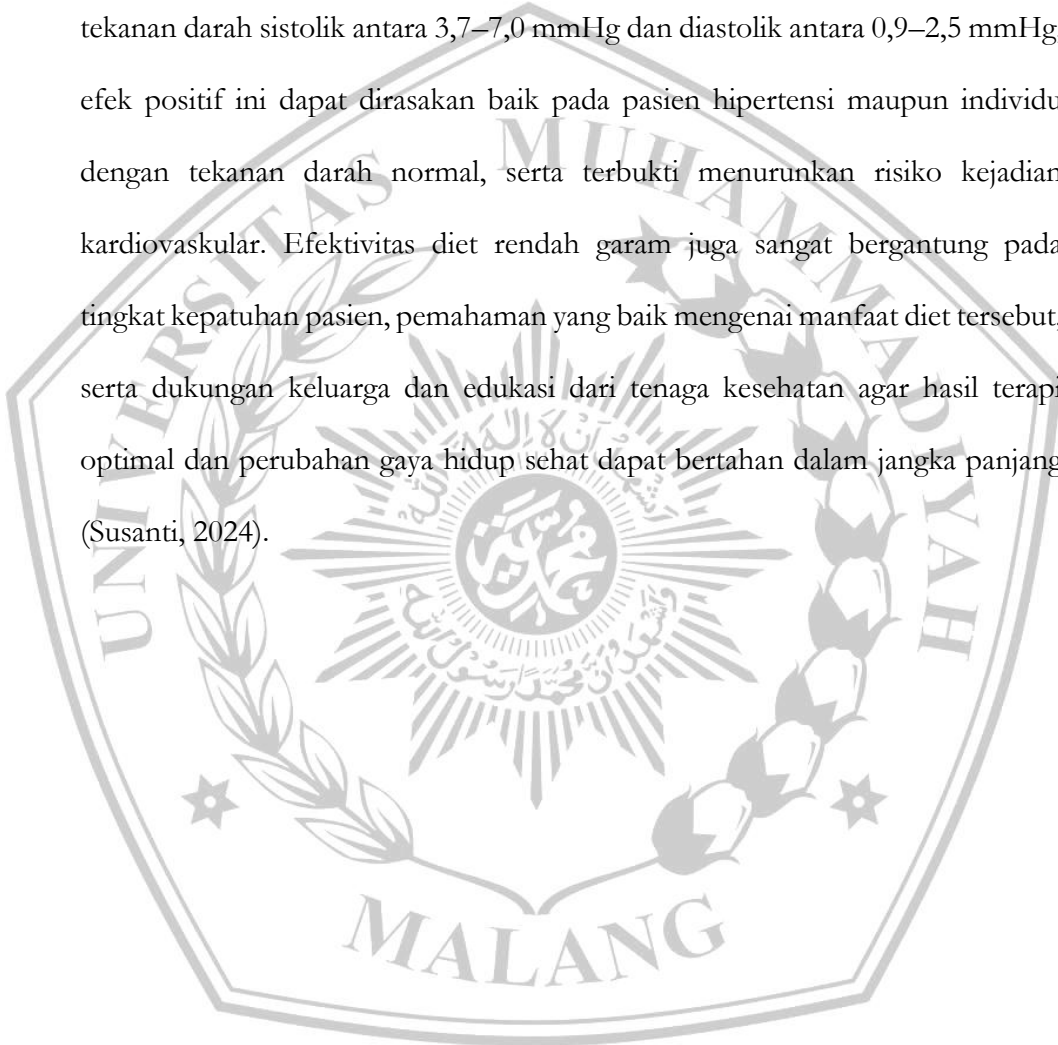 tekanan darah sistolik antara 3,7–7,0 mmHg dan diastolik antara 0,9–2,5 mmHg;
efek positif ini dapat dirasakan baik pada pasien hipertensi maupun individu
dengan tekanan darah normal, serta terbukti menurunkan risiko kejadian
kardiovaskular. Efektivitas diet rendah garam juga sangat bergantung pada
tingkat kepatuhan pasien, pemahaman yang baik mengenai manfaat diet tersebut,
serta dukungan keluarga dan edukasi dari tenaga kesehatan agar hasil terapi
optimal dan perubahan gaya hidup sehat dapat bertahan dalam jangka panjang
(Susanti, 2024).
UNIVERSITAS MUHAMMADIYAH
MALANG